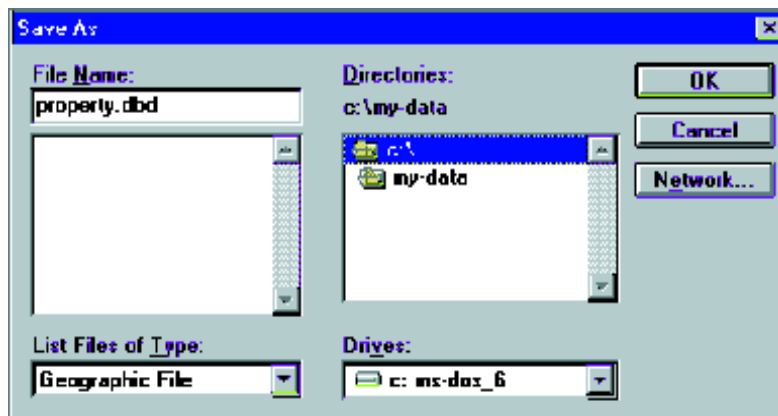 Save As
File Name:
property.dbd
List Files of Type:
Geographic File
Directories:
c:\my-data
c:\
my-data
Drives:
c: ms-dos_6
OK
Cancel
Network...